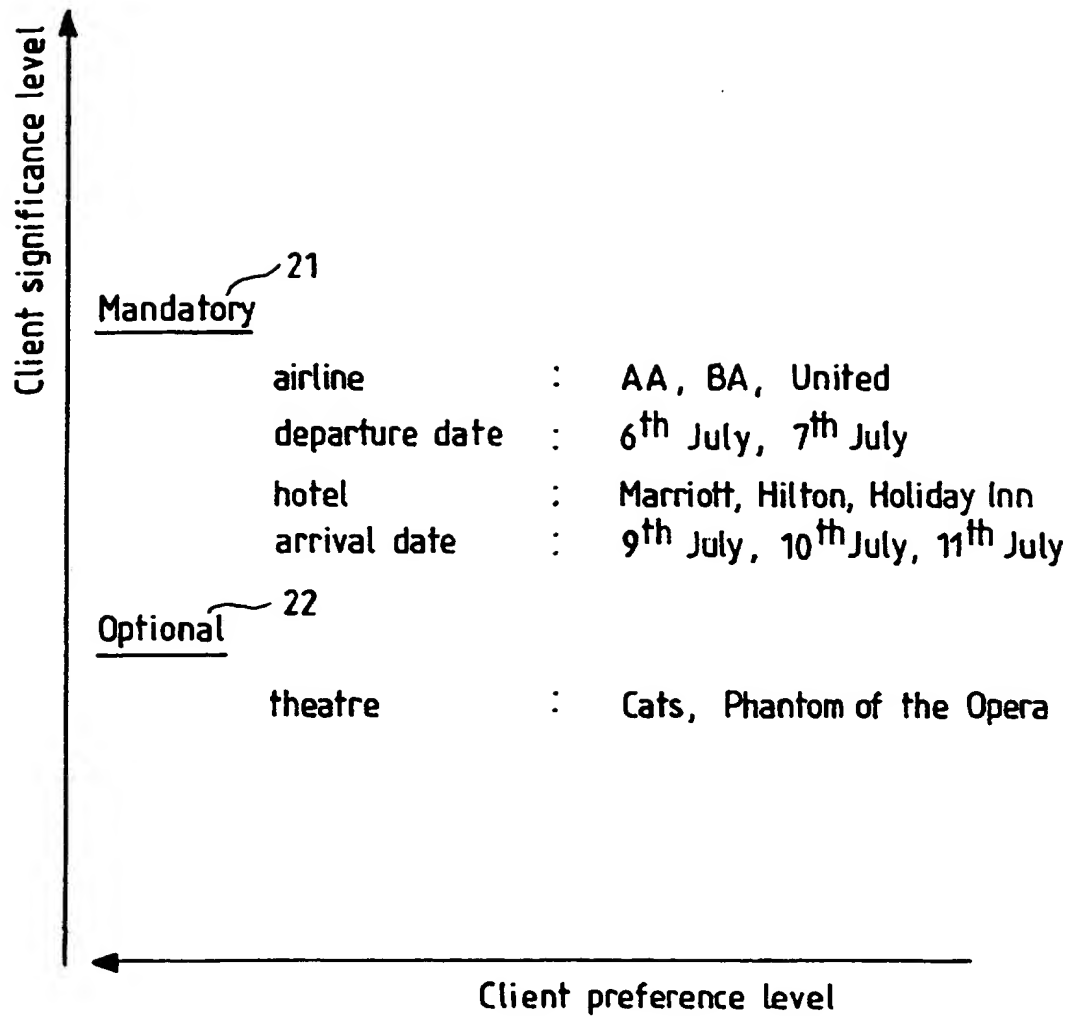 Client significance level
21
Mandatory
airline : AA, BA, United
departure date : 6th July, 7th July
hotel : Marriott, Hilton, Holiday Inn
arrival date : 9th July, 10th July, 11th July
22
Optional
theatre : Cats, Phantom of the Opera
Client preference level